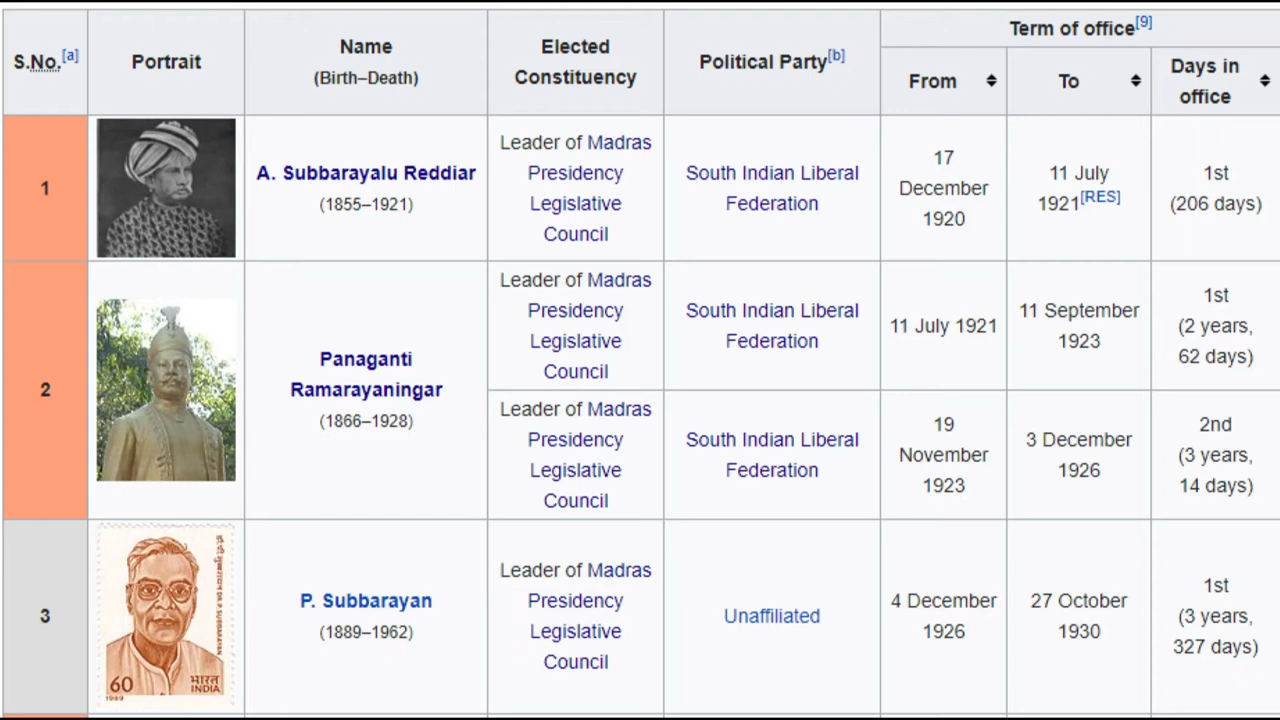 S.No.[a]
Portrait
Name
(Birth–Death)
Elected
Constituency
Political Party[b]
Term of office[9]
From
To
Days in
office
1
A. Subbarayalu Reddiar
(1855–1921)
Leader of Madras
Presidency
Legislative
Council
South Indian Liberal
Federation
17
December
1920
11 July
1921[RES]
1st
(206 days)
2
Panaganti
Ramarayaningar
(1866–1928)
Leader of Madras
Presidency
Legislative
Council
South Indian Liberal
Federation
11 July 1921
11 September
1923
1st
(2 years,
62 days)
Leader of Madras
Presidency
Legislative
Council
South Indian Liberal
Federation
19
November
1923
3 December
1926
2nd
(3 years,
14 days)
3
60
1989
भारत
INDIA
P. Subbarayan
(1889–1962)
Leader of Madras
Presidency
Legislative
Council
Unaffiliated
4 December
1926
27 October
1930
1st
(3 years,
327 days)